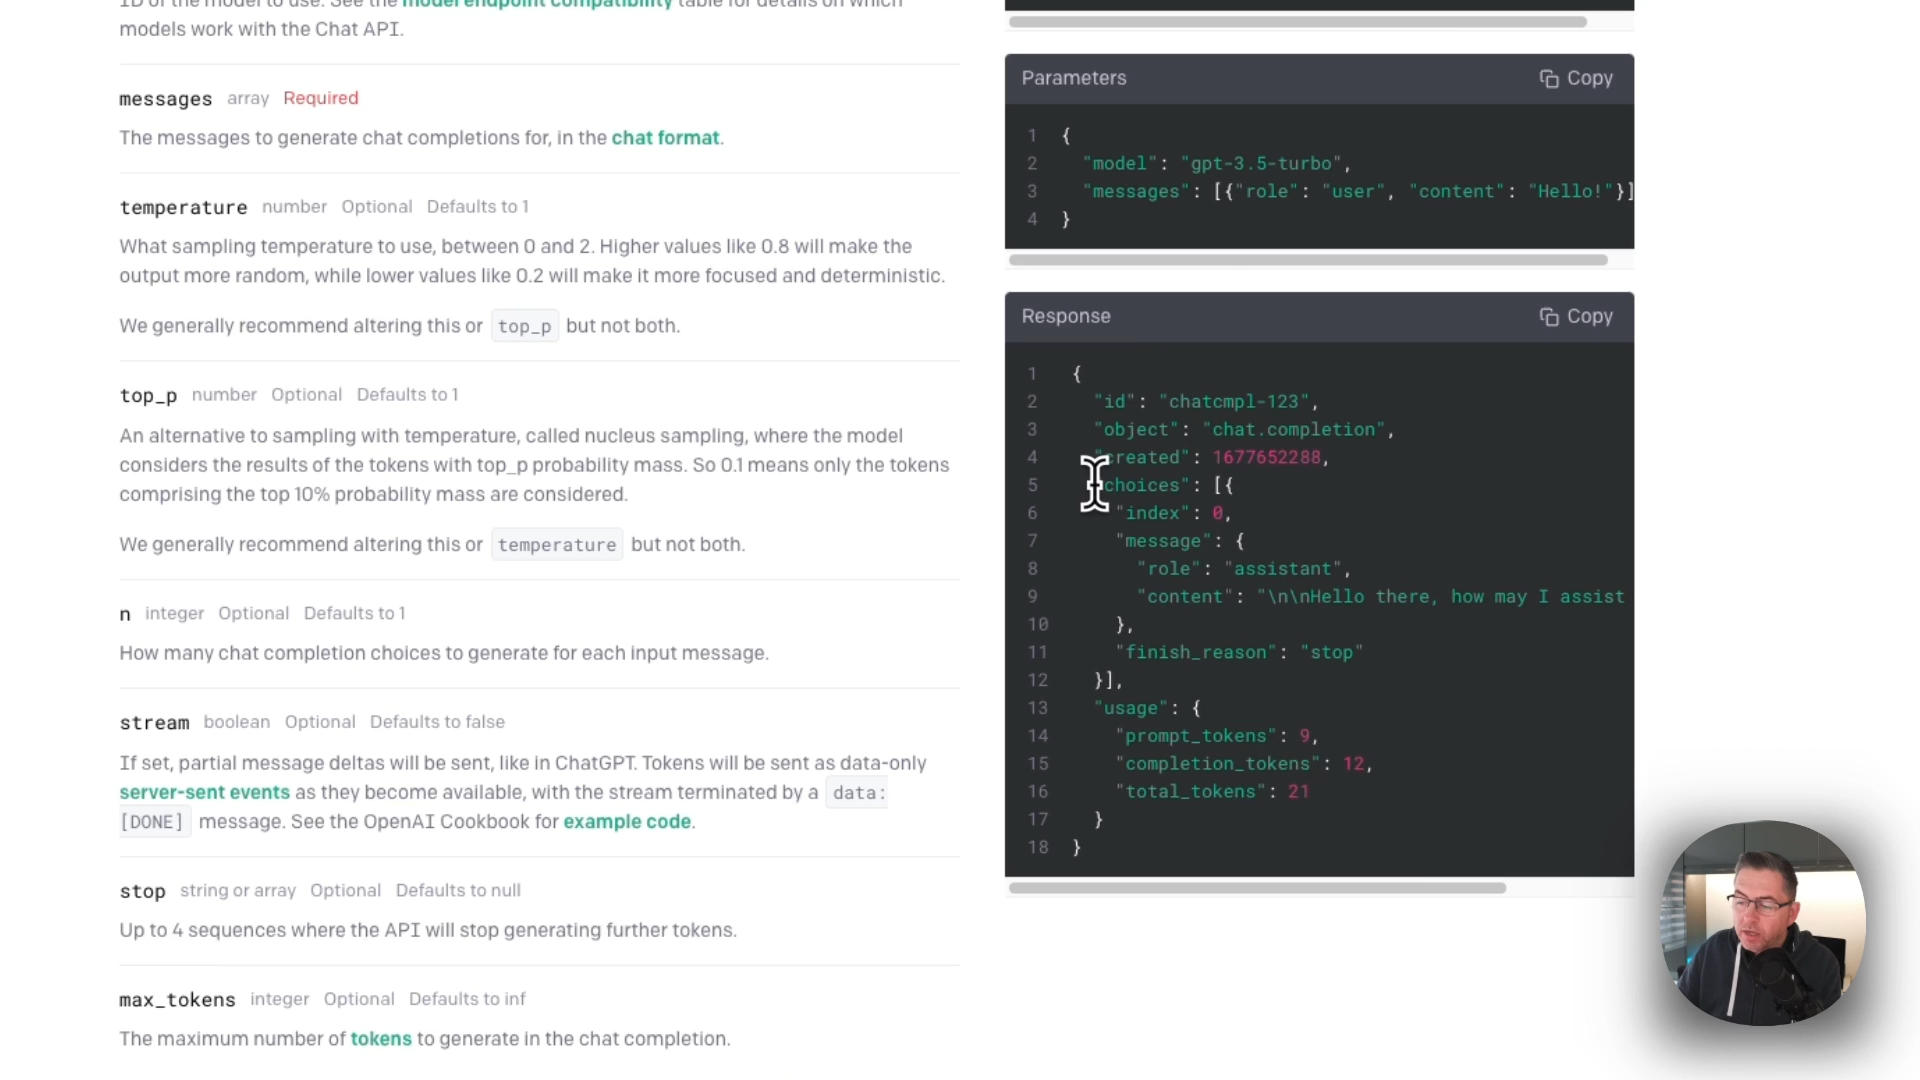 ID of the model to use. See the model endpoint compatibility table for details on which
models work with the Chat API.
messages array Required
The messages to generate chat completions for, in the chat format.
temperature number Optional Defaults to 1
What sampling temperature to use, between 0 and 2. Higher values like 0.8 will make the
output more random, while lower values like 0.2 will make it more focused and deterministic.
We generally recommend altering this or top_p but not both.
top_p number Optional Defaults to 1
An alternative to sampling with temperature, called nucleus sampling, where the model
considers the results of the tokens with top_p probability mass. So 0.1 means only the tokens
comprising the top 10% probability mass are considered.
We generally recommend altering this or temperature but not both.
n integer Optional Defaults to 1
How many chat completion choices to generate for each input message.
stream boolean Optional Defaults to false
If set, partial message deltas will be sent, like in ChatGPT. Tokens will be sent as data-only
server-sent events as they become available, with the stream terminated by a data:
[DONE] message. See the OpenAI Cookbook for example code.
stop string or array Optional Defaults to null
Up to 4 sequences where the API will stop generating further tokens.
max_tokens integer Optional Defaults to inf
The maximum number of tokens to generate in the chat completion.
Parameters Copy
1 {
2 "model": "gpt-3.5-turbo",
3 "messages": [{"role": "user", "content": "Hello!"}]
4 }
Response Copy
1 {
2 "id": "chatcmpl-123",
3 "object": "chat.completion",
4 "created": 1677652288,
5 "choices": [{
6 "index": 0,
7 "message": {
8 "role": "assistant",
9 "content": "\n\nHello there, how may I assist
10 },
11 "finish_reason": "stop"
12 }],
13 "usage": {
14 "prompt_tokens": 9,
15 "completion_tokens": 12,
16 "total_tokens": 21
17 }
18 }